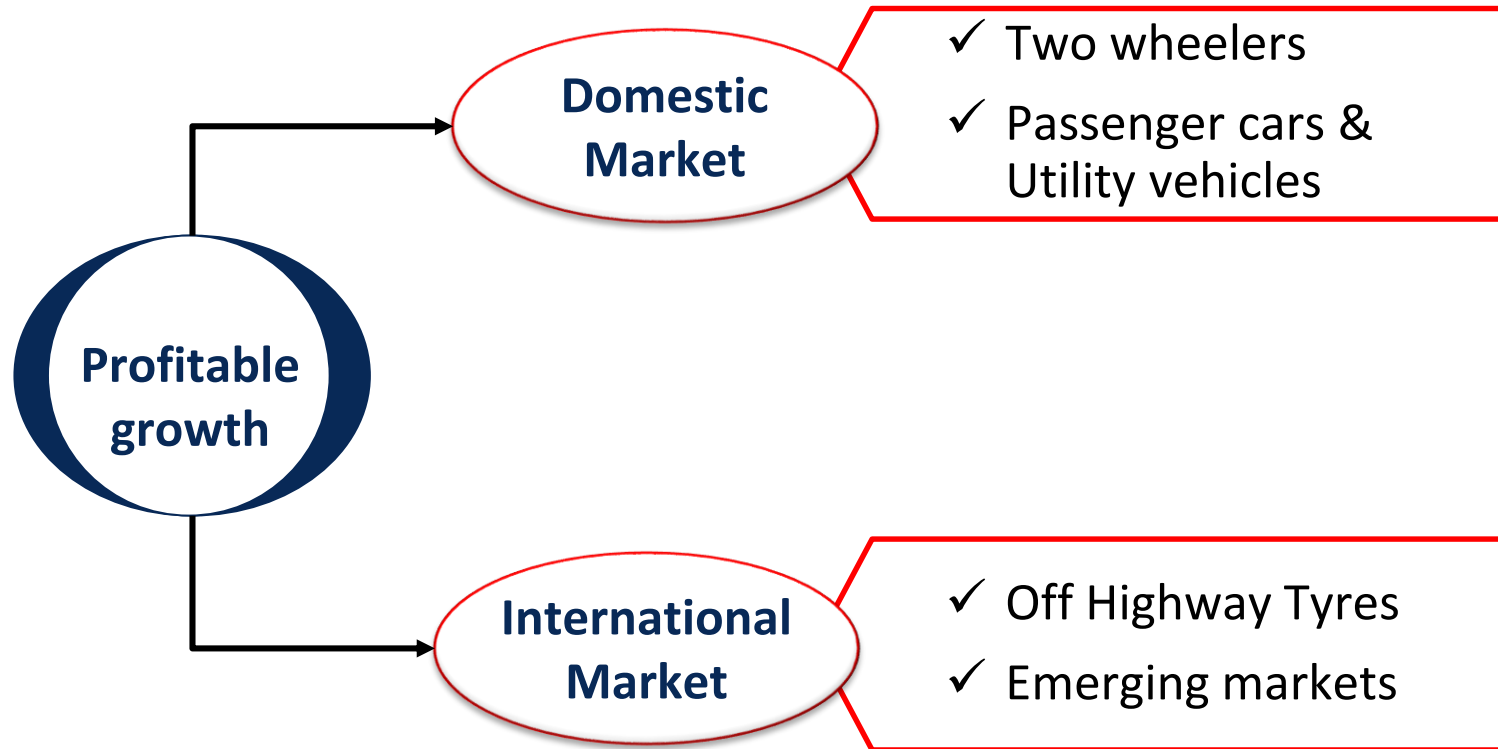 Domestic
Market
✓ Two wheelers
✓ Passenger cars &
Utility vehicles
Profitable
growth
International
Market
✓ Off Highway Tyres
✓ Emerging markets